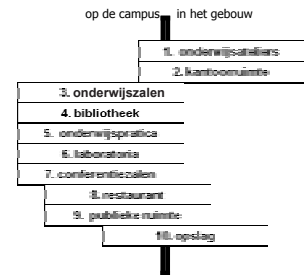 op de campus in het gebouw
1. onderwijsateliers
2. kantoorruimte
3. onderwijszalen
4. bibliotheek
5. onderwijspratica
6. laboratoria
7. conferentiezalen
8. restaurant
9. publieke ruimte
10. opslag